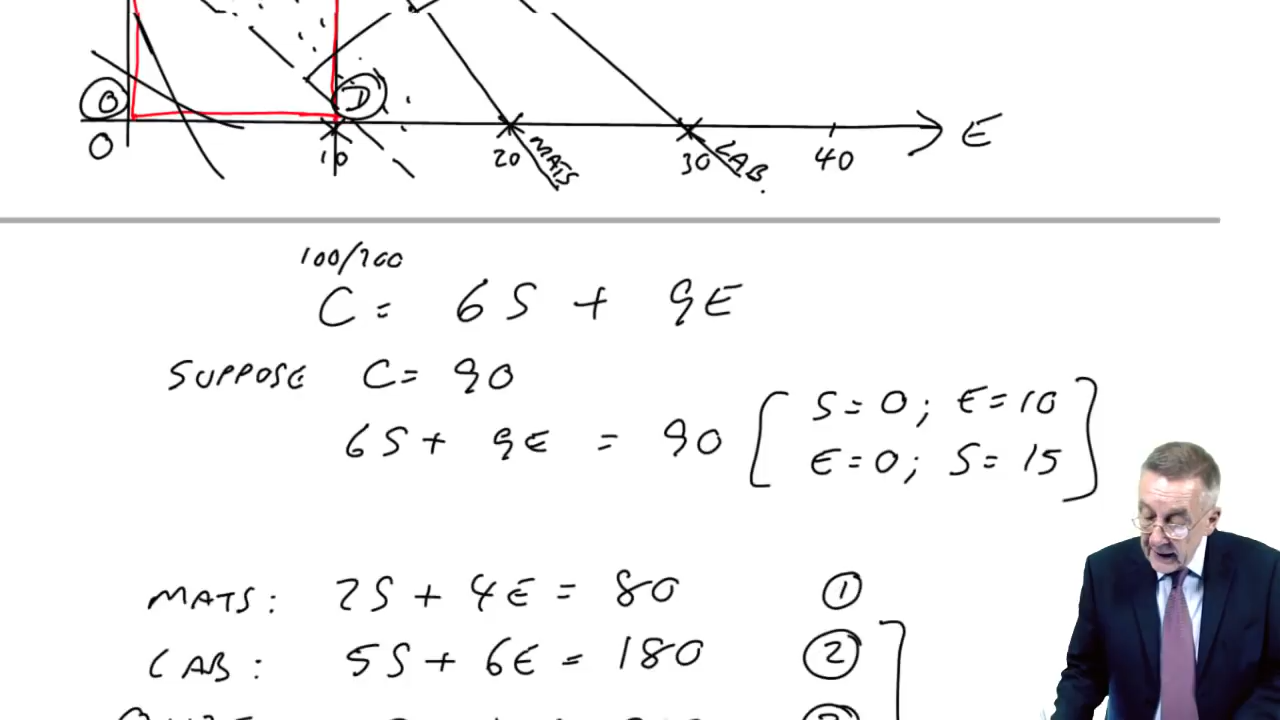 O D
O 10 20 MATS 30 LAB. 40 E
100/200
C = 6S + 9E
SUPPOSE C = 90
6S + 9E = 90 [ S = 0; E = 10
E = 0; S = 15 ]
MATS: 2S + 4E = 80 ①
LAB: 5S + 6E = 180 ②